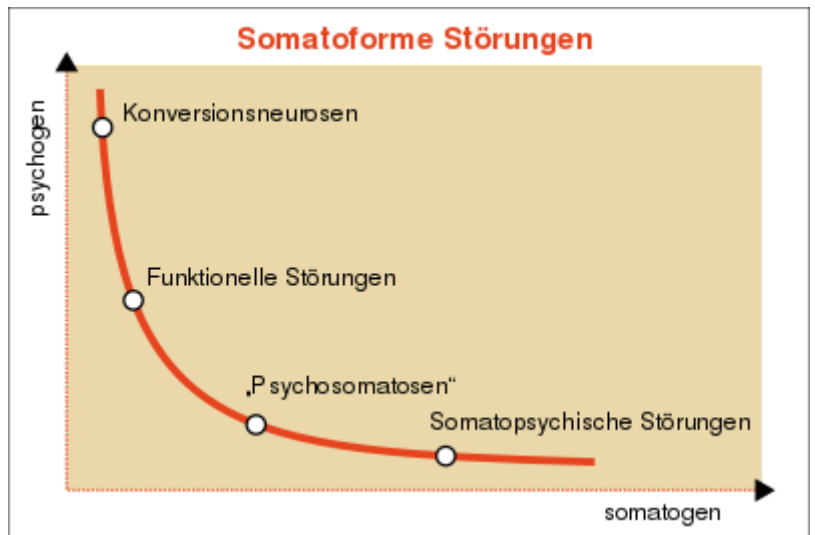 Somatoforme Störungen
psychogen
Konversionsneurosen
Funktionelle Störungen
„Psychosomatosen“
Somatopsychische Störungen
somatogen